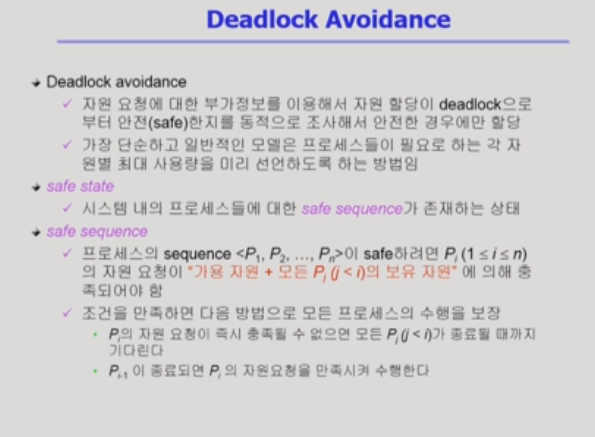 Deadlock Avoidance
Deadlock avoidance
자원 요청에 대한 부가정보를 이용해서 자원 할당이 deadlock으로
부터 안전(safe)한지를 동적으로 조사해서 안전한 경우에만 할당
가장 단순하고 일반적인 모델은 프로세스들이 필요로 하는 각 자
원별 최대 사용량을 미리 선언하도록 하는 방법임
safe state
시스템 내의 프로세스들에 대한 safe sequence가 존재하는 상태
safe sequence
프로세스의 sequence <P1, P2, …, Pn>이 safe하려면 Pi (1 ≤ i ≤ n)
의 자원 요청이 "가용 자원 + 모든 Pj (j < i)의 보유 자원" 에 의해 충
족되어야 함
조건을 만족하면 다음 방법으로 모든 프로세스의 수행을 보장
Pi의 자원 요청이 즉시 충족될 수 없으면 모든 Pj (j < i)가 종료될 때까지
기다린다
Pi-1 이 종료되면 Pi 의 자원요청을 만족시켜 수행한다